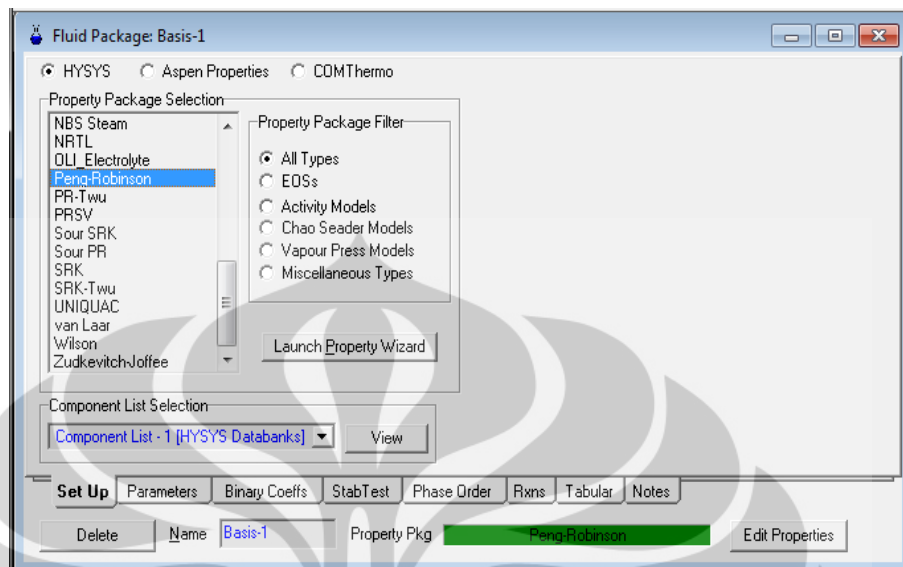 Fluid Package: Basis-1
HYSYS Aspen Properties COMThermo
Property Package Selection
NBS Steam
NRTL
OLI_Electrolyte
Peng-Robinson
PR-Twu
PRSV
Sour SRK
Sour PR
SRK
SRK-Twu
UNIQUAC
van Laar
Wilson
Zudkevitch-Joffee
Property Package Filter
All Types
EOSs
Activity Models
Chao Seader Models
Vapour Press Models
Miscellaneous Types
Launch Property Wizard
Component List Selection
Component List - 1 [HYSYS Databanks] View
Set Up Parameters Binary Coeffs StabTest Phase Order Rxns Tabular Notes
Delete Name Basis-1 Property Pkg Peng-Robinson Edit Properties